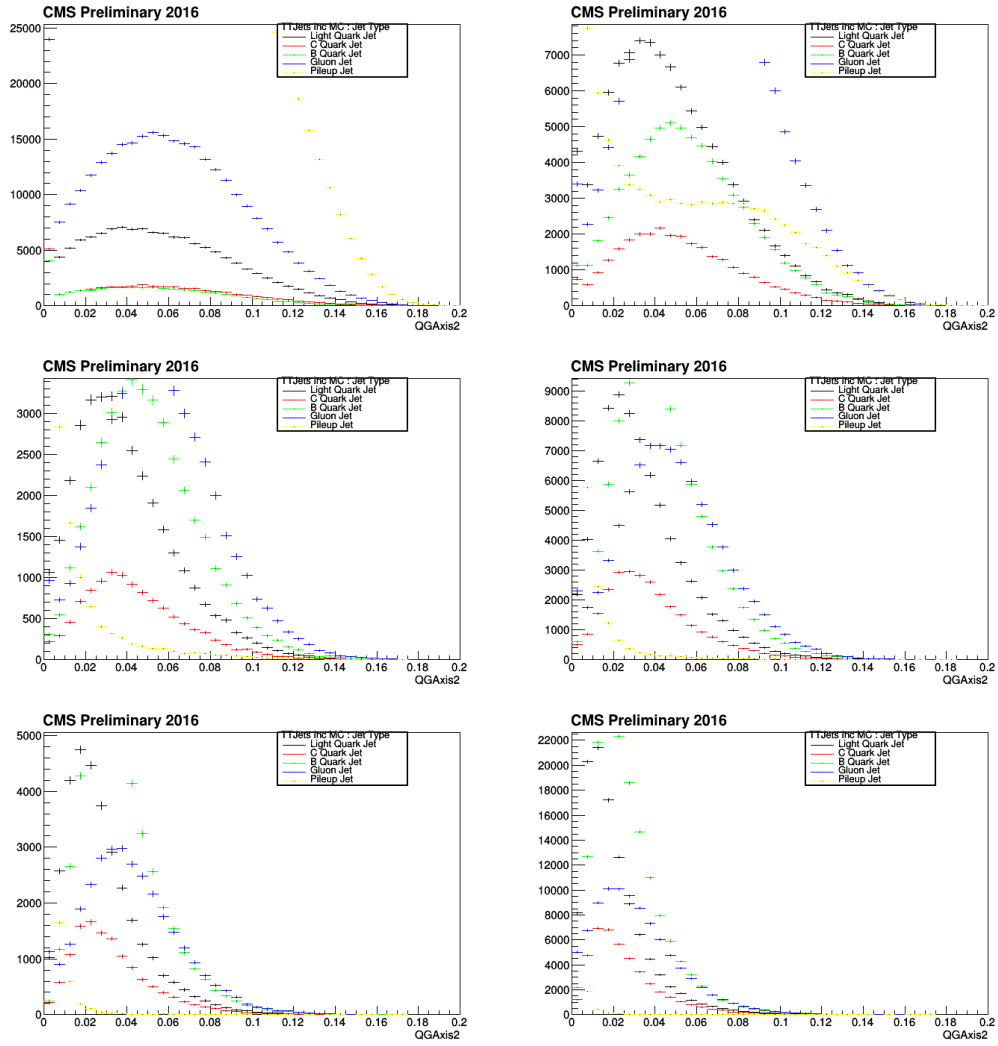 CMS Preliminary 2016
TTJets Inc MC : Jet Type
Light Quark Jet
C Quark Jet
B Quark Jet
Gluon Jet
Pileup Jet
25000
20000
15000
10000
5000
0
0 0.02 0.04 0.06 0.08 0.1 0.12 0.14 0.16 0.18 0.2
QGAxis2
CMS Preliminary 2016
TTJets Inc MC : Jet Type
Light Quark Jet
C Quark Jet
B Quark Jet
Gluon Jet
Pileup Jet
7000
6000
5000
4000
3000
2000
1000
0
0 0.02 0.04 0.06 0.08 0.1 0.12 0.14 0.16 0.18 0.2
QGAxis2
CMS Preliminary 2016
TTJets Inc MC : Jet Type
Light Quark Jet
C Quark Jet
B Quark Jet
Gluon Jet
Pileup Jet
3000
2500
2000
1500
1000
500
0
0 0.02 0.04 0.06 0.08 0.1 0.12 0.14 0.16 0.18 0.2
QGAxis2
CMS Preliminary 2016
TTJets Inc MC : Jet Type
Light Quark Jet
C Quark Jet
B Quark Jet
Gluon Jet
Pileup Jet
9000
8000
7000
6000
5000
4000
3000
2000
1000
0
0 0.02 0.04 0.06 0.08 0.1 0.12 0.14 0.16 0.18 0.2
QGAxis2
CMS Preliminary 2016
TTJets Inc MC : Jet Type
Light Quark Jet
C Quark Jet
B Quark Jet
Gluon Jet
Pileup Jet
5000
4000
3000
2000
1000
0
0 0.02 0.04 0.06 0.08 0.1 0.12 0.14 0.16 0.18 0.2
QGAxis2
CMS Preliminary 2016
TTJets Inc MC : Jet Type
Light Quark Jet
C Quark Jet
B Quark Jet
Gluon Jet
Pileup Jet
22000
20000
18000
16000
14000
12000
10000
8000
6000
4000
2000
0
0 0.02 0.04 0.06 0.08 0.1 0.12 0.14 0.16 0.18 0.2
QGAxis2